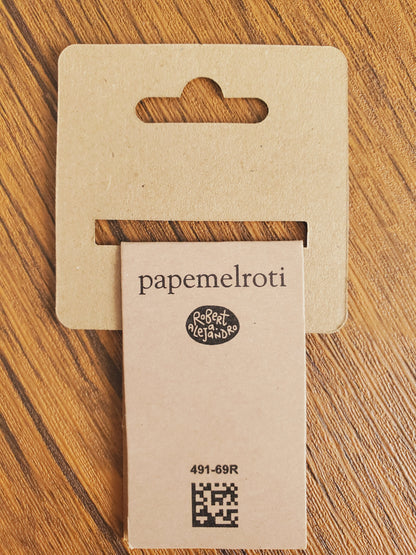 papemelroti
Robert
a.
Alejandro
491-69R